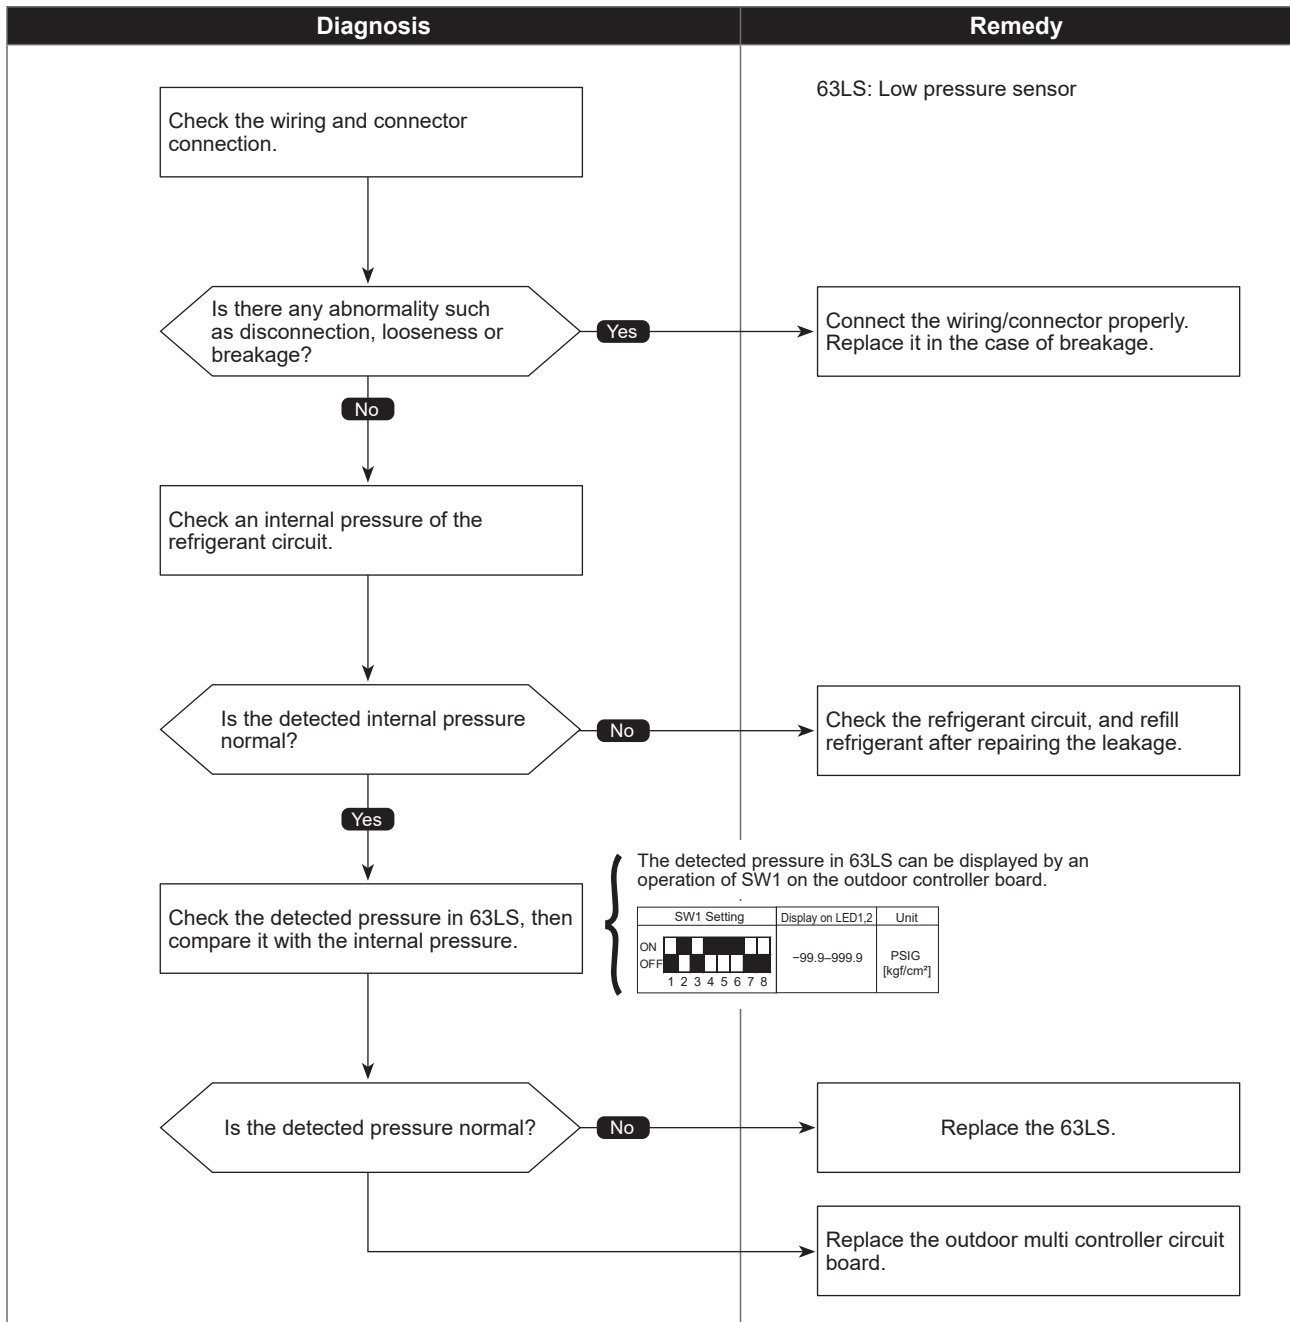 Diagnosis
Remedy
63LS: Low pressure sensor
Check the wiring and connector
connection.
Is there any abnormality such
as disconnection, looseness or
breakage?
Yes
Connect the wiring/connector properly.
Replace it in the case of breakage.
No
Check an internal pressure of the
refrigerant circuit.
Is the detected internal pressure
normal?
No
Check the refrigerant circuit, and refill
refrigerant after repairing the leakage.
Yes
Check the detected pressure in 63LS, then
compare it with the internal pressure.
The detected pressure in 63LS can be displayed by an
operation of SW1 on the outdoor controller board.
SW1 Setting
Display on LED1,2
Unit
ON
OFF
1 2 3 4 5 6 7 8
−99.9–999.9
PSIG
[kgf/cm²]
Is the detected pressure normal?
No
Replace the 63LS.
Replace the outdoor multi controller circuit
board.